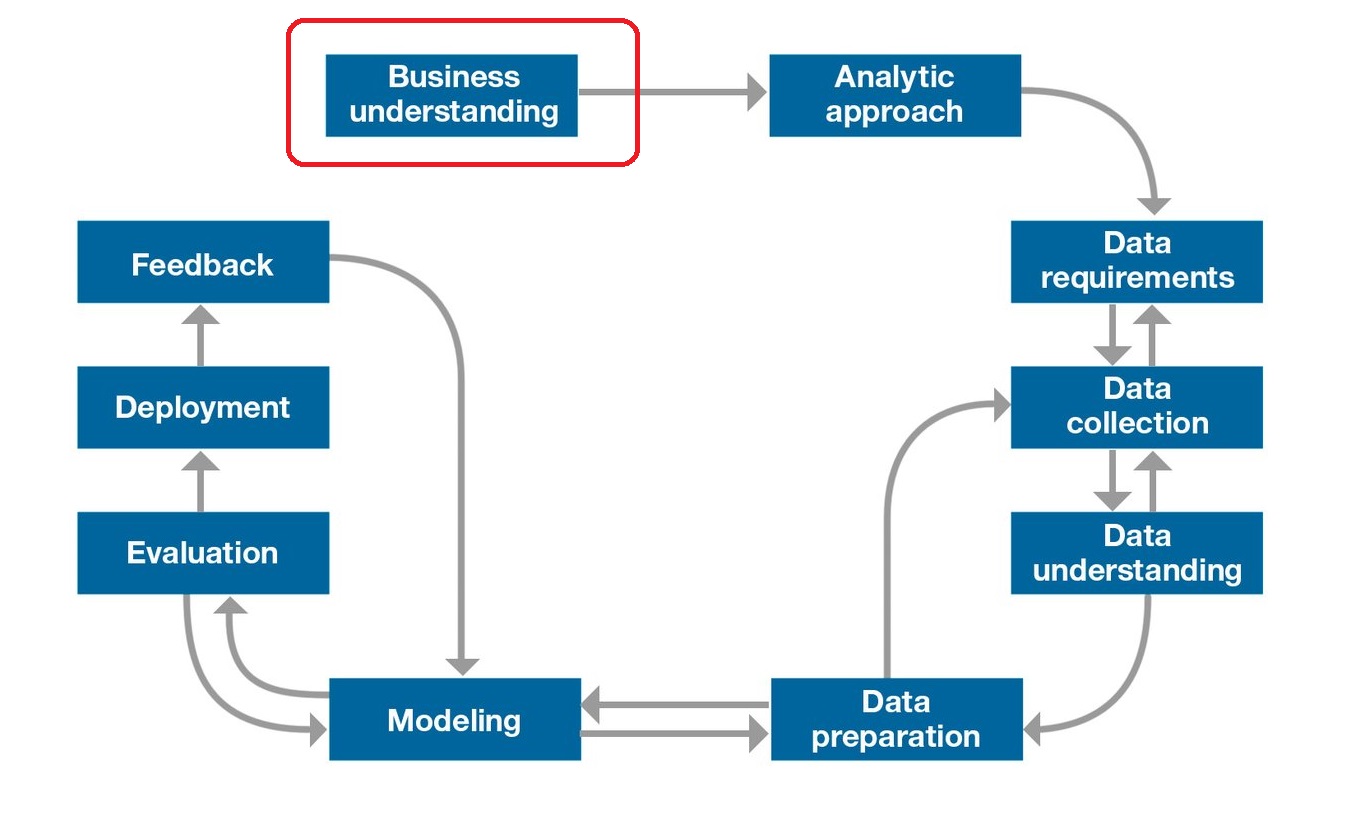 Business
understanding
Analytic
approach
Data
requirements
Data
collection
Data
understanding
Data
preparation
Modeling
Evaluation
Deployment
Feedback